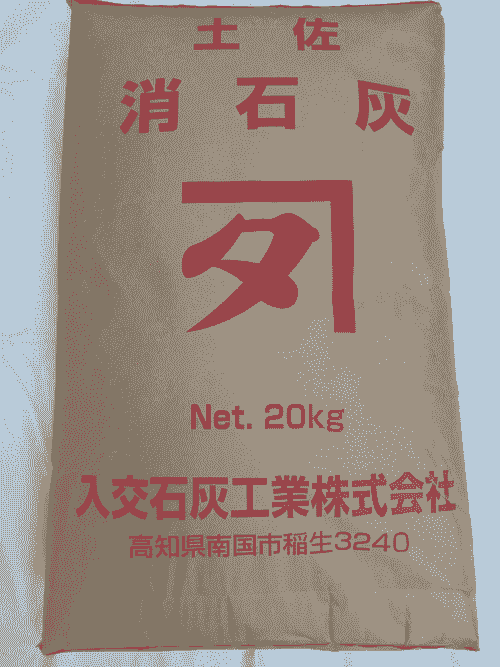 土佐
消石灰
タ
Net. 20kg
入交石灰工業株式会社
高知県南国市稲生3240